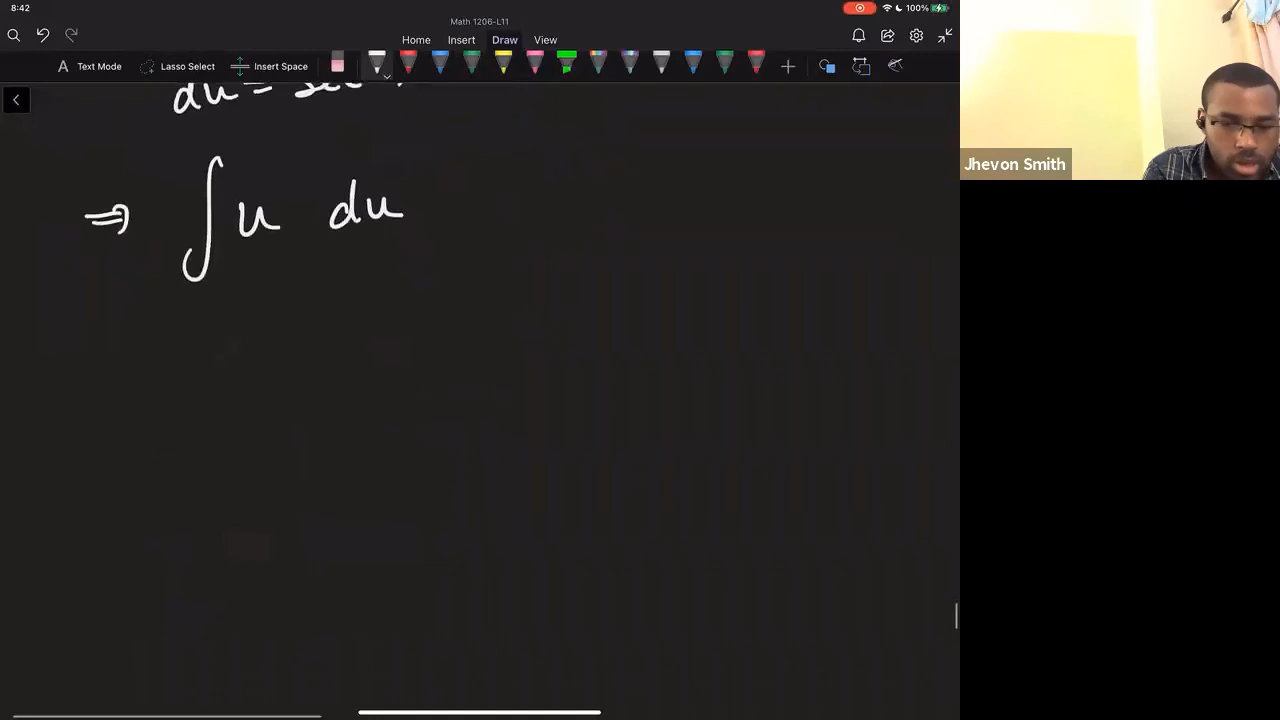 8:42
100%
Math 1206-L11
Home Insert Draw View
Text Mode Lasso Select Insert Space
du =
⇒ ∫ u du
Jhevon Smith